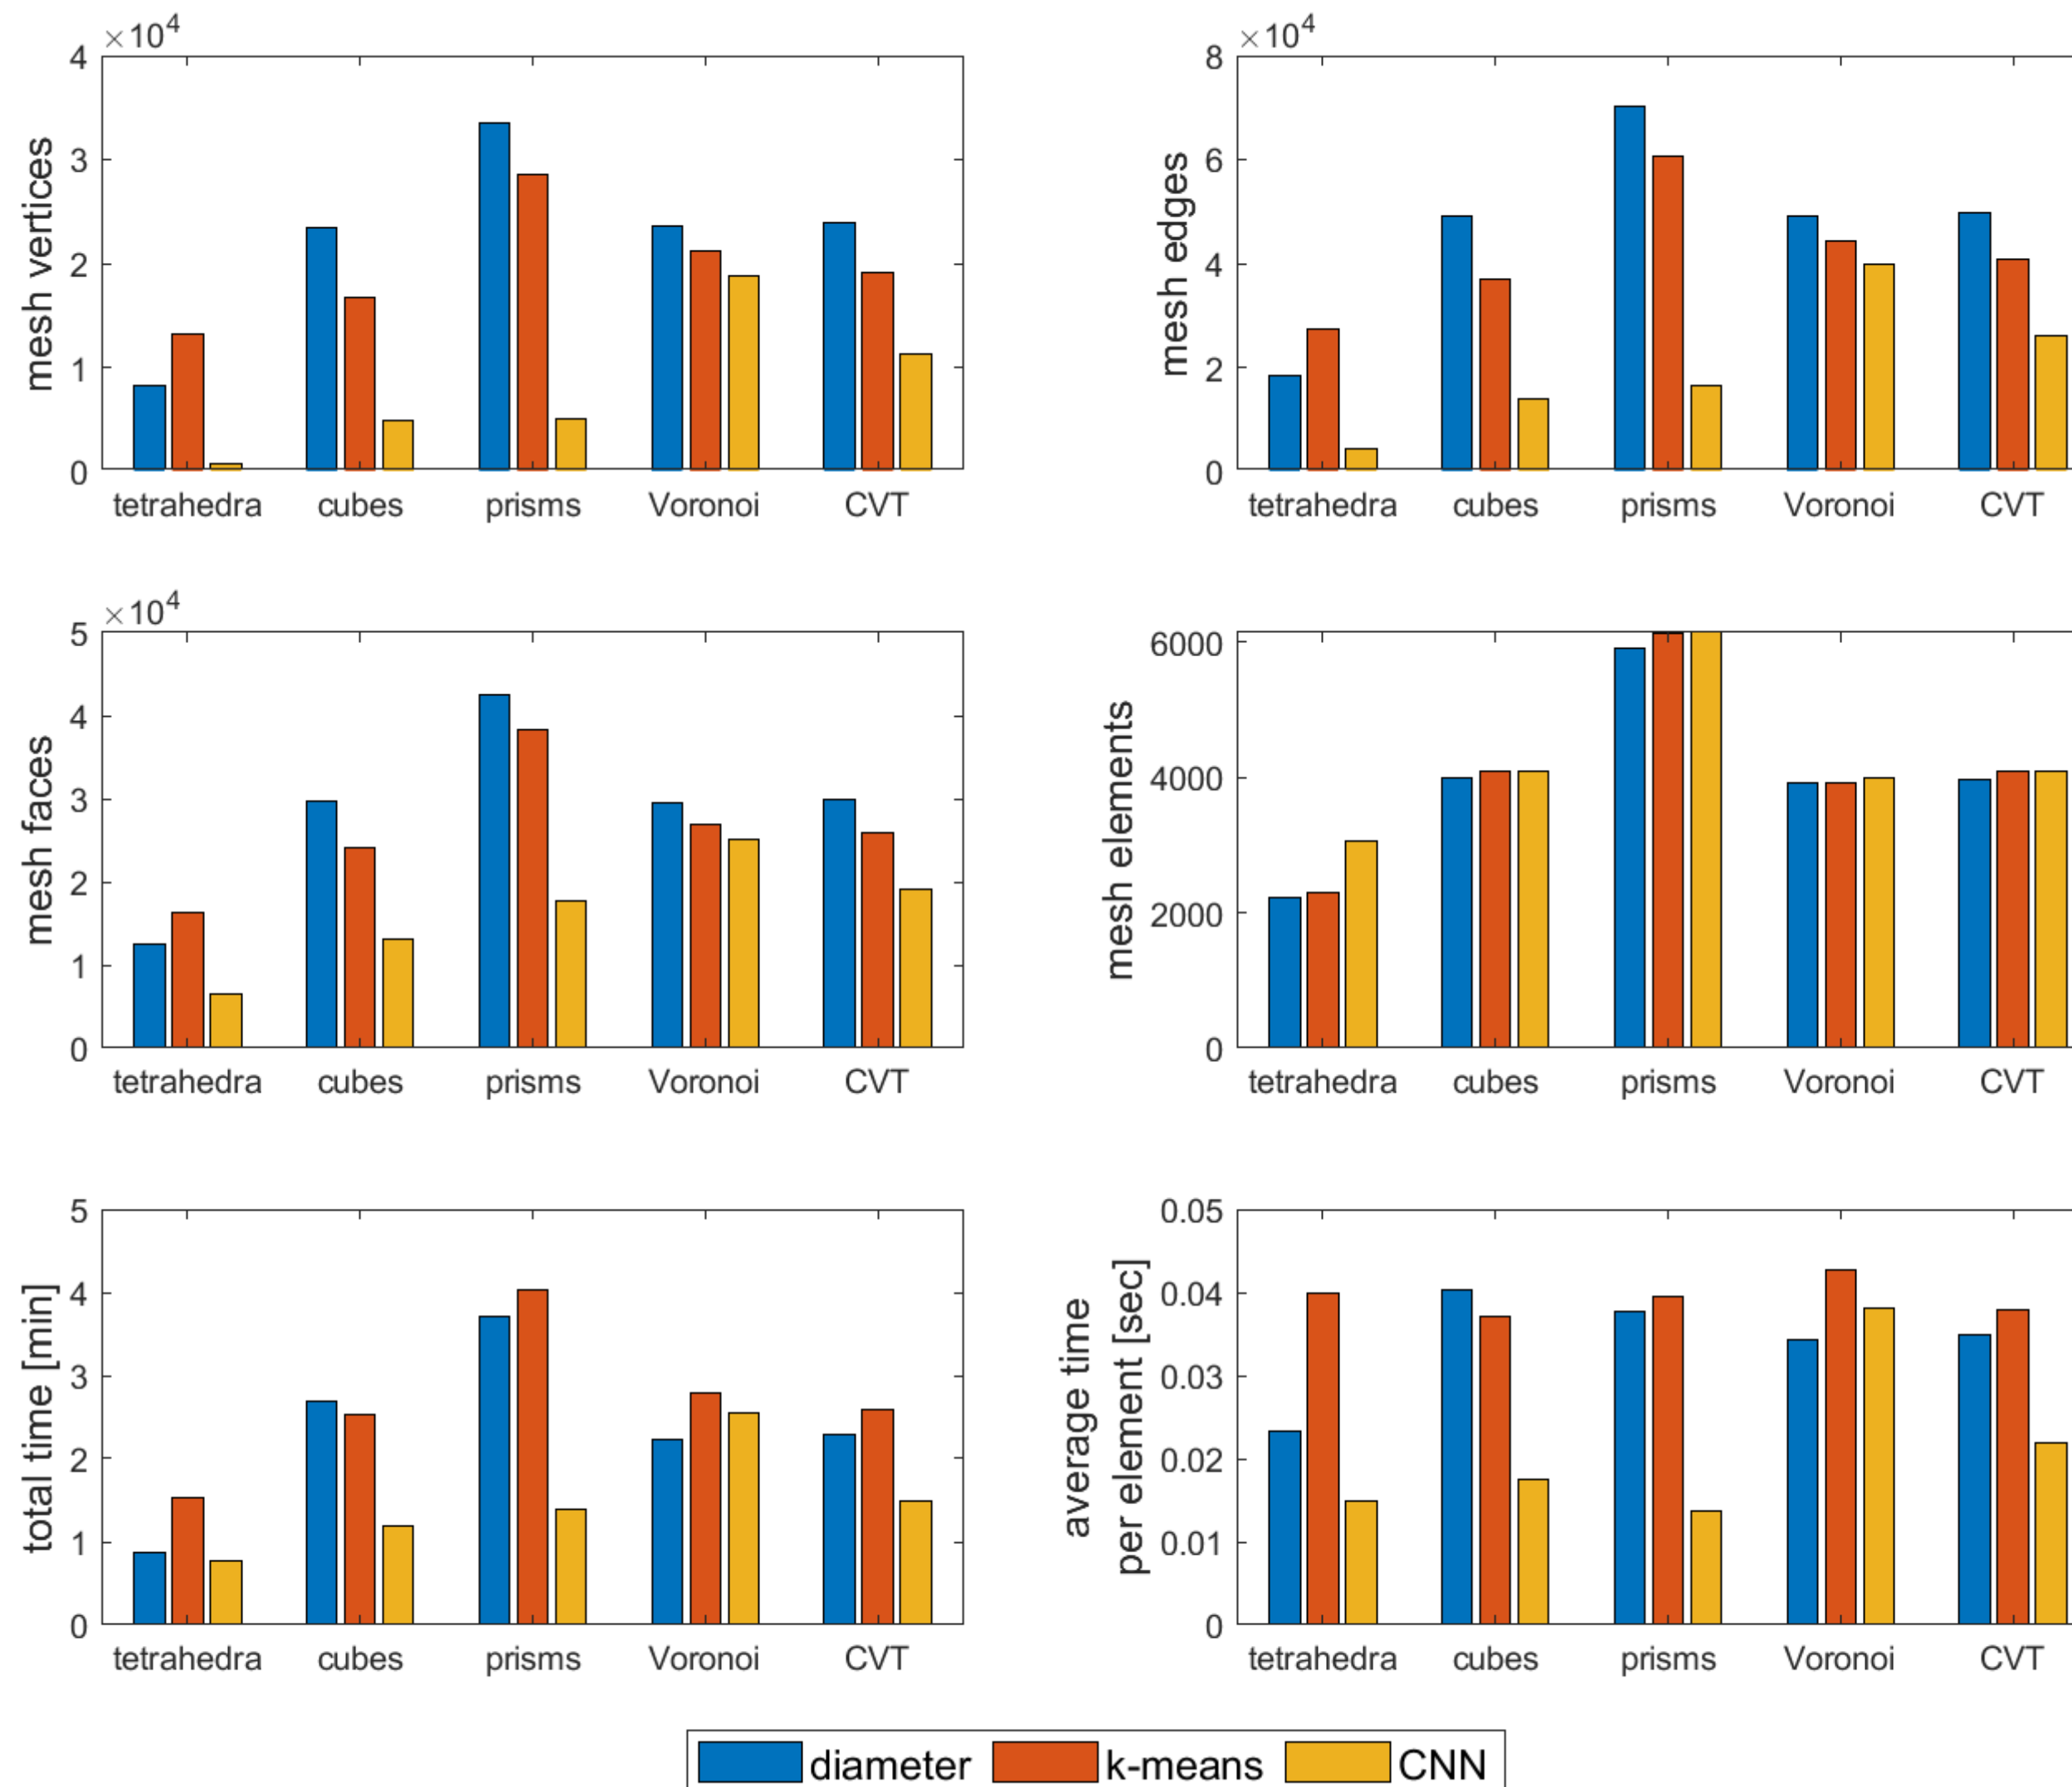 ×10⁴
4
3
2
1
0
mesh vertices
tetrahedra cubes prisms Voronoi CVT
×10⁴
8
6
4
2
0
mesh edges
tetrahedra cubes prisms Voronoi CVT
×10⁴
5
4
3
2
1
0
mesh faces
tetrahedra cubes prisms Voronoi CVT
6000
4000
2000
0
mesh elements
tetrahedra cubes prisms Voronoi CVT
5
4
3
2
1
0
total time [min]
tetrahedra cubes prisms Voronoi CVT
0.05
0.04
0.03
0.02
0.01
0
average time
per element [sec]
tetrahedra cubes prisms Voronoi CVT
diameter k-means CNN